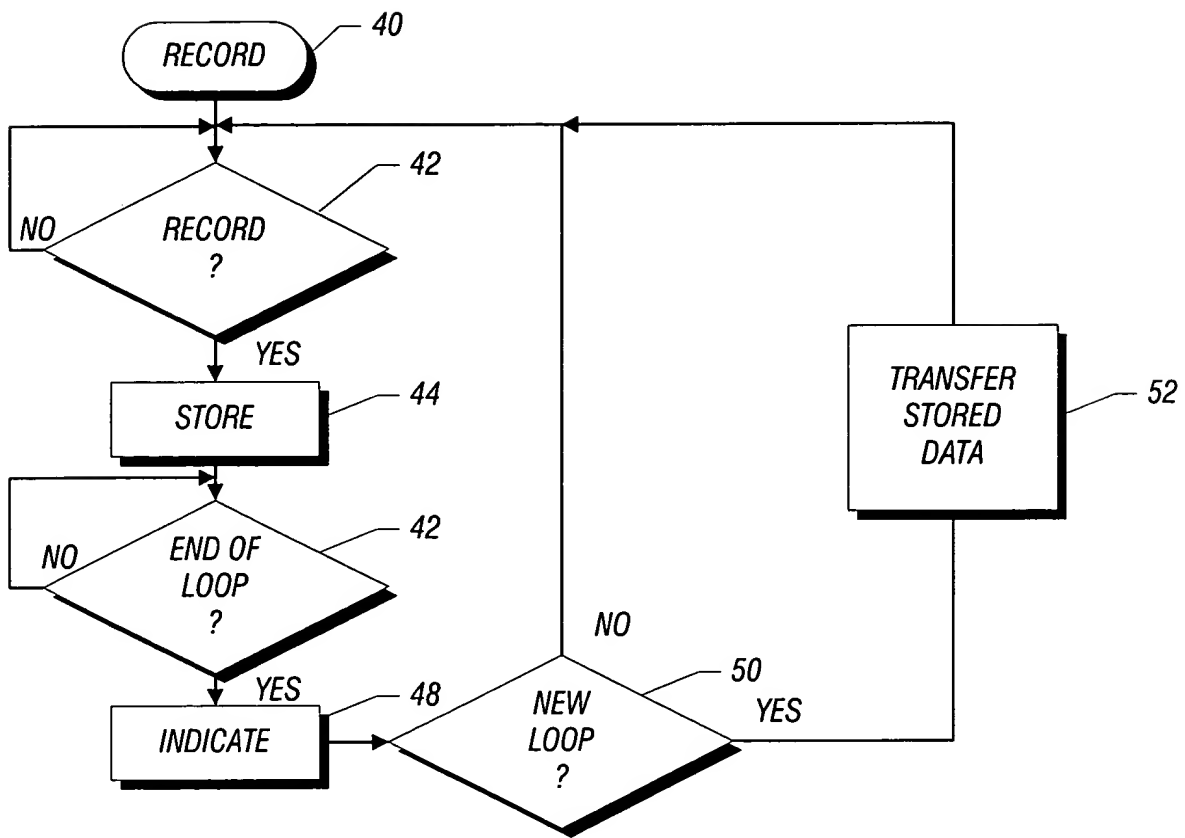 RECORD
40
42
NO
RECORD
?
YES
STORE
44
42
NO
END OF
LOOP
?
YES
INDICATE
48
NO
50
NEW
LOOP
?
YES
TRANSFER
STORED
DATA
52